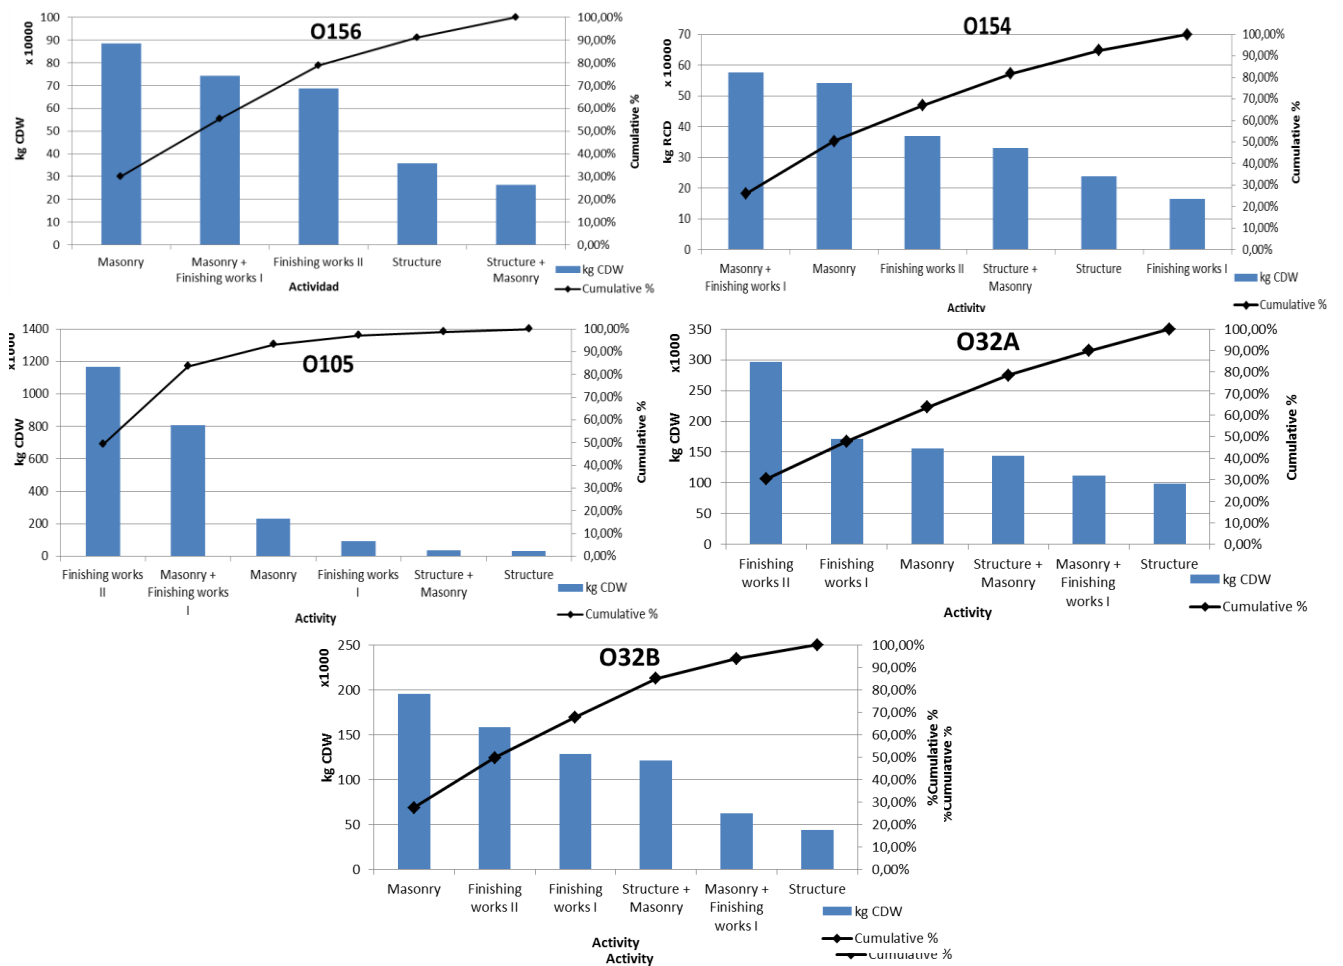 O156
x 10000
kg CDW
100
90
80
70
60
50
40
30
20
10
0
100,00%
90,00%
80,00%
70,00%
60,00%
50,00%
40,00%
30,00%
20,00%
10,00%
0,00%
Cumulative %
Masonry
Masonry +
Finishing works I
Finishing works II
Structure
Structure +
Masonry
Actividad
kg CDW
Cumulative %
O154
x 10000
kg RCD
70
60
50
40
30
20
10
0
100,00%
90,00%
80,00%
70,00%
60,00%
50,00%
40,00%
30,00%
20,00%
10,00%
0,00%
Cumulative %
Masonry +
Finishing works I
Masonry
Finishing works II
Structure +
Masonry
Structure
Finishing works I
Activity
kg CDW
Cumulative %
O105
x1000
kg CDW
1400
1200
1000
800
600
400
200
0
100,00%
90,00%
80,00%
70,00%
60,00%
50,00%
40,00%
30,00%
20,00%
10,00%
0,00%
Cumulative %
Finishing works
II
Masonry +
Finishing works
I
Masonry
Finishing works
I
Structure +
Masonry
Structure
Activity
kg CDW
Cumulative %
O32A
x1000
kg CDW
350
300
250
200
150
100
50
0
100,00%
90,00%
80,00%
70,00%
60,00%
50,00%
40,00%
30,00%
20,00%
10,00%
0,00%
Cumulative %
Finishing
works II
Finishing
works I
Masonry
Structure +
Masonry
Masonry +
Finishing
works I
Structure
Activity
kg CDW
Cumulative %
O32B
x1000
kg CDW
250
200
150
100
50
0
100,00%
90,00%
80,00%
70,00%
60,00%
50,00%
40,00%
30,00%
20,00%
10,00%
0,00%
%Cumulative %
%Cumulative %
Masonry
Finishing
works II
Finishing
works I
Structure +
Masonry
Masonry +
Finishing
works I
Structure
Activity
Activity
kg CDW
Cumulative %
Cumulative %